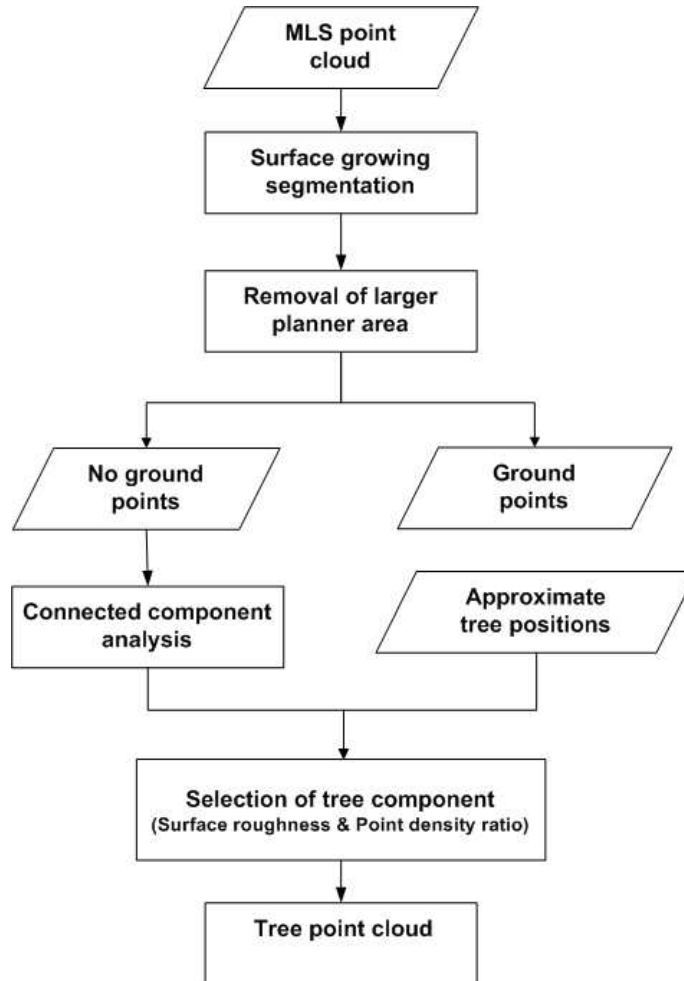 MLS point
cloud
Surface growing
segmentation
Removal of larger
planner area
No ground
points
Ground
points
Connected component
analysis
Approximate
tree positions
Selection of tree component
(Surface roughness & Point density ratio)
Tree point cloud